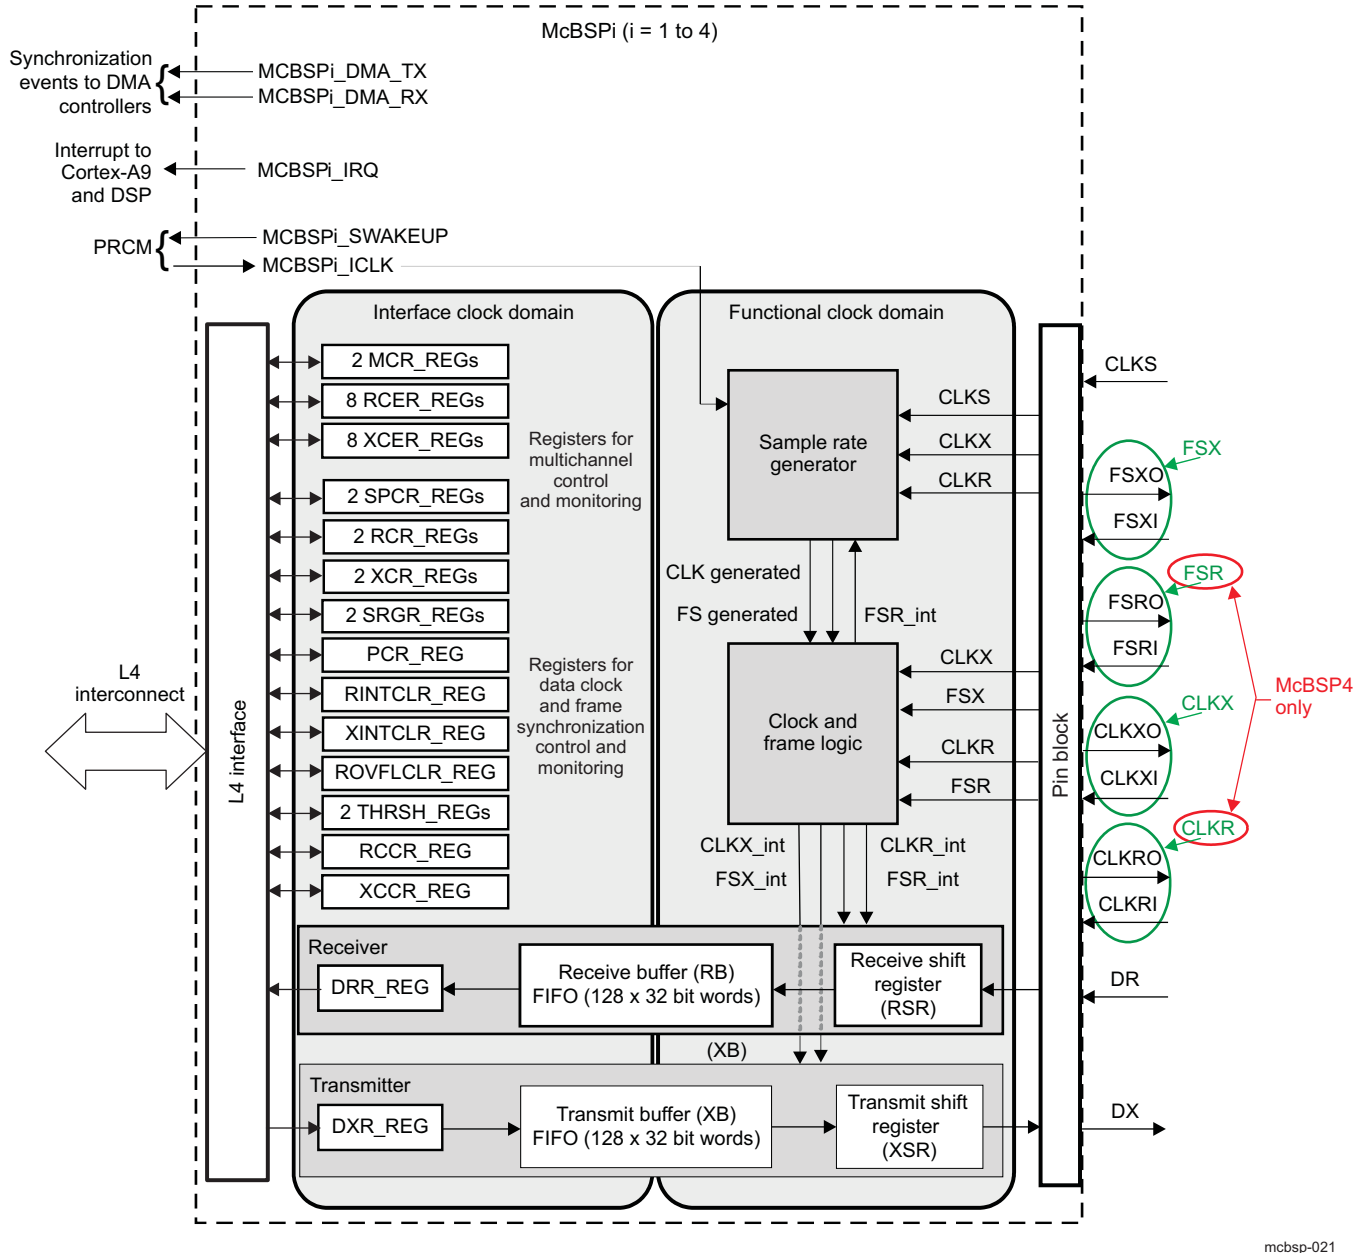 McBSPi (i = 1 to 4)
Synchronization
events to DMA
controllers
MCBSPi_DMA_TX
MCBSPi_DMA_RX
Interrupt to
Cortex-A9
and DSP
MCBSPi_IRQ
PRCM
MCBSPi_SWAKEUP
MCBSPi_ICLK
L4
interconnect
L4 interface
Interface clock domain
2 MCR_REGs
8 RCER_REGs
8 XCER_REGs
Registers for
multichannel
control
and monitoring
2 SPCR_REGs
2 RCR_REGs
2 XCR_REGs
2 SRGR_REGs
PCR_REG
RINTCLR_REG
XINTCLR_REG
ROVFLCLR_REG
2 THRSH_REGs
RCCR_REG
XCCR_REG
Registers for
data clock
and frame
synchronization
control and
monitoring
Functional clock domain
Sample rate
generator
CLKS
CLKX
CLKR
CLK generated
FS generated
FSR_int
Clock and
frame logic
CLKX
FSX
CLKR
FSR
CLKX_int
FSX_int
CLKR_int
FSR_int
Receiver
DRR_REG
Receive buffer (RB)
FIFO (128 x 32 bit words)
Receive shift
register
(RSR)
(XB)
Transmitter
DXR_REG
Transmit buffer (XB)
FIFO (128 x 32 bit words)
Transmit shift
register
(XSR)
Pin block
CLKS
FSX
FSXO
FSXI
FSR
FSRO
FSRI
McBSP4
only
CLKX
CLKXO
CLKXI
CLKR
CLKRO
CLKRI
DR
DX
mcbsp-021